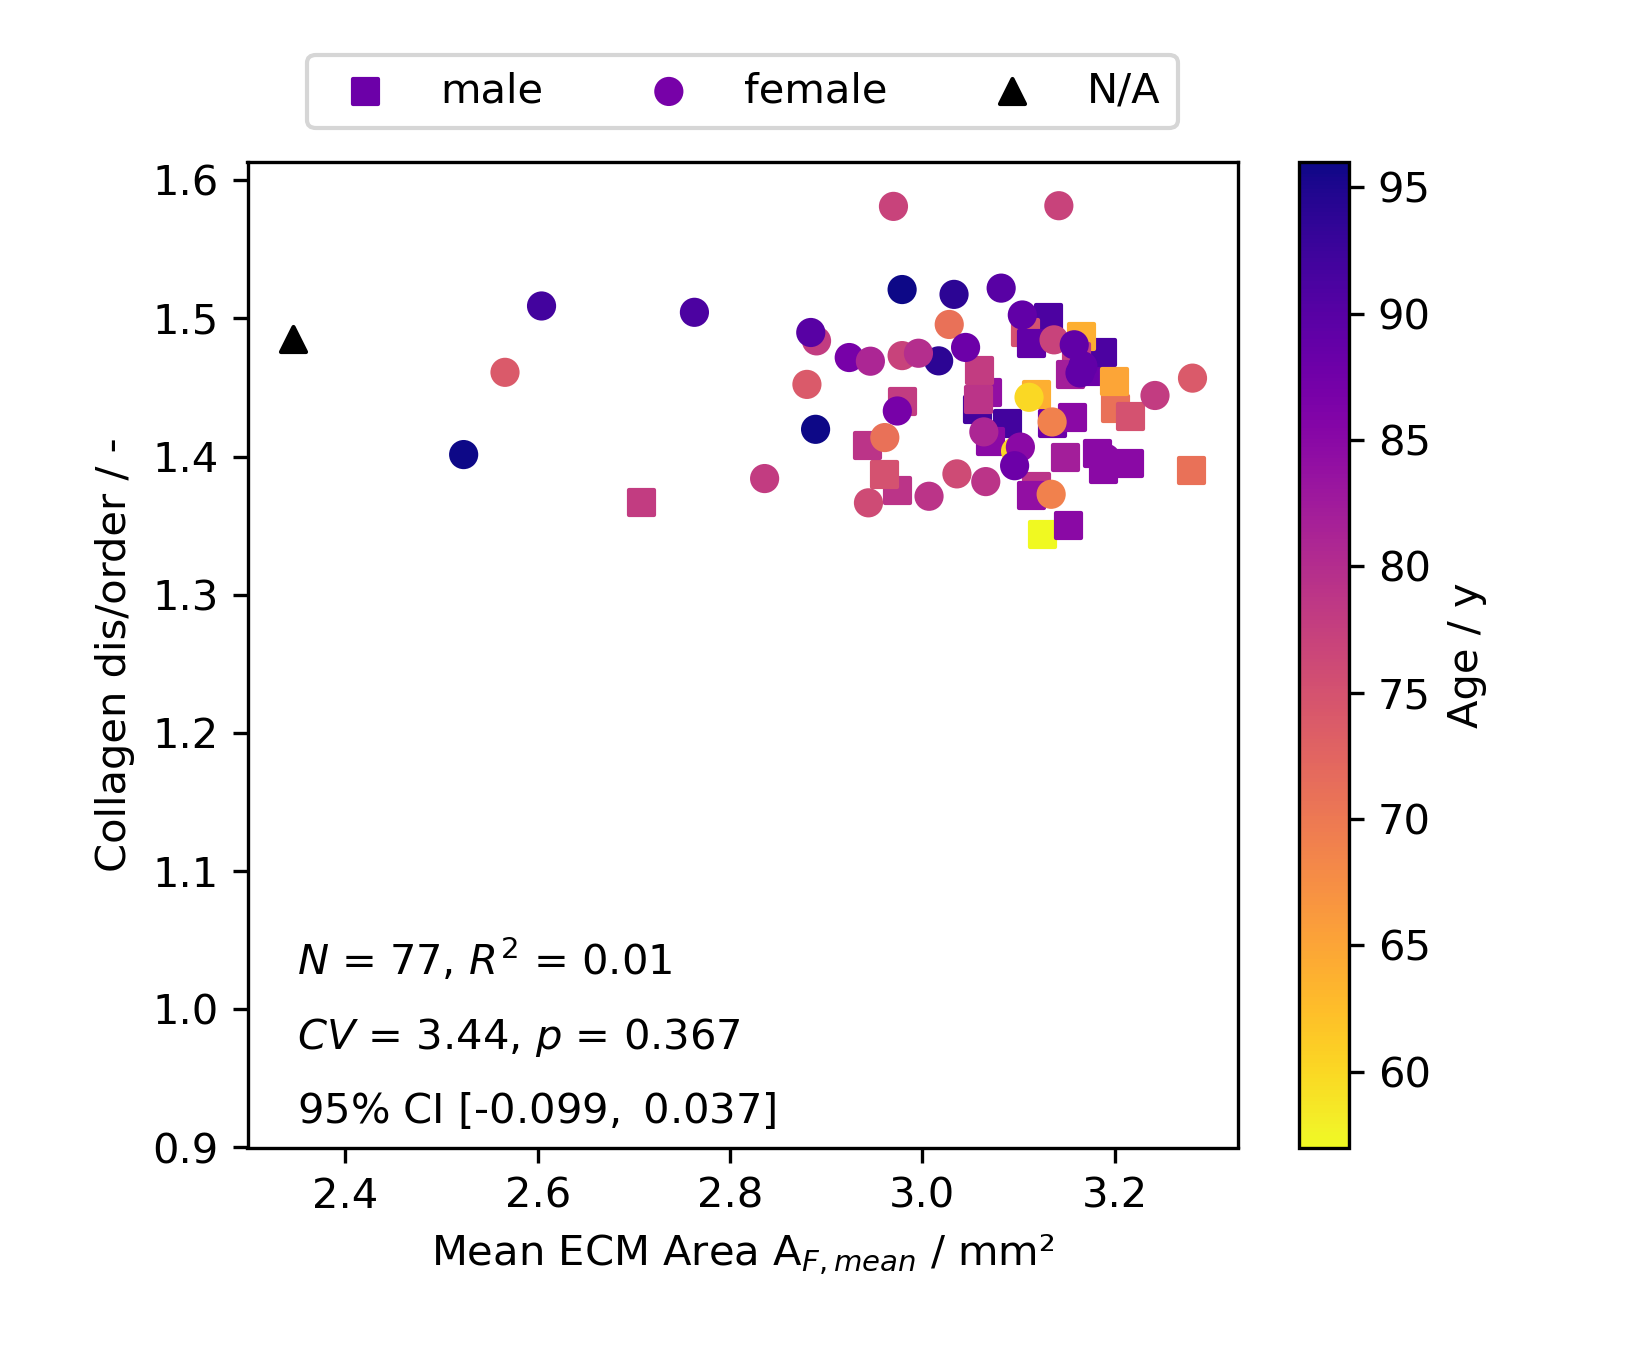 male female N/A
1.6
1.5
1.4
1.3
1.2
1.1
1.0
0.9
Collagen dis/order / -
N = 77, R² = 0.01
CV = 3.44, p = 0.367
95% CI [-0.099, 0.037]
2.4 2.6 2.8 3.0 3.2
Mean ECM Area A_F,mean / mm²
95
90
85
80
75
70
65
60
Age / y